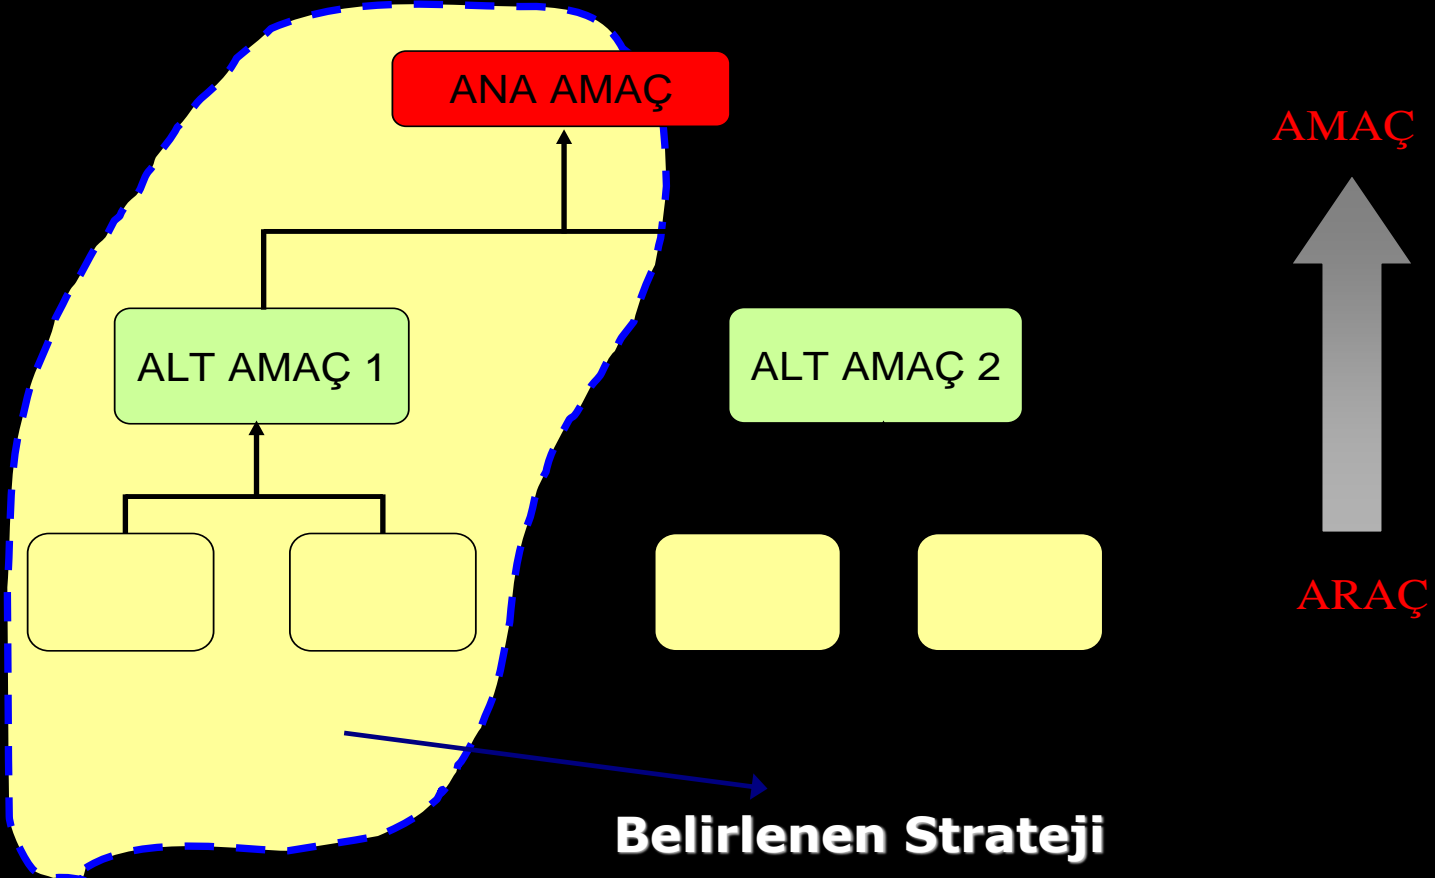 ANA AMAÇ
AMAÇ
ALT AMAÇ 1
ALT AMAÇ 2
ARAÇ
Belirlenen Strateji